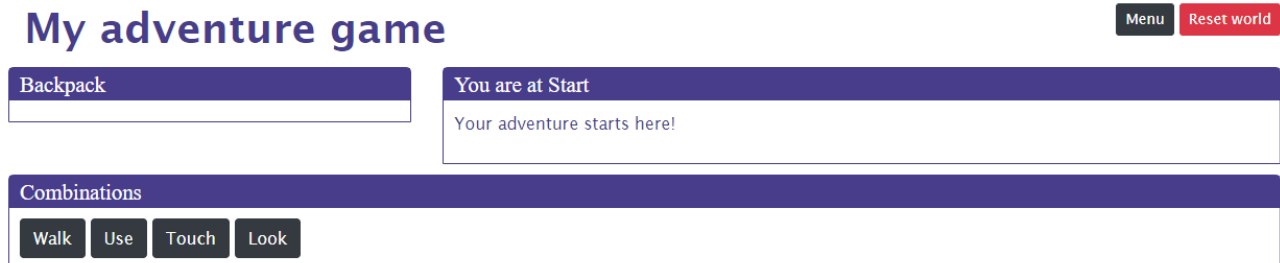 My adventure game
Menu
Reset world
Backpack
You are at Start
Your adventure starts here!
Combinations
Walk
Use
Touch
Look